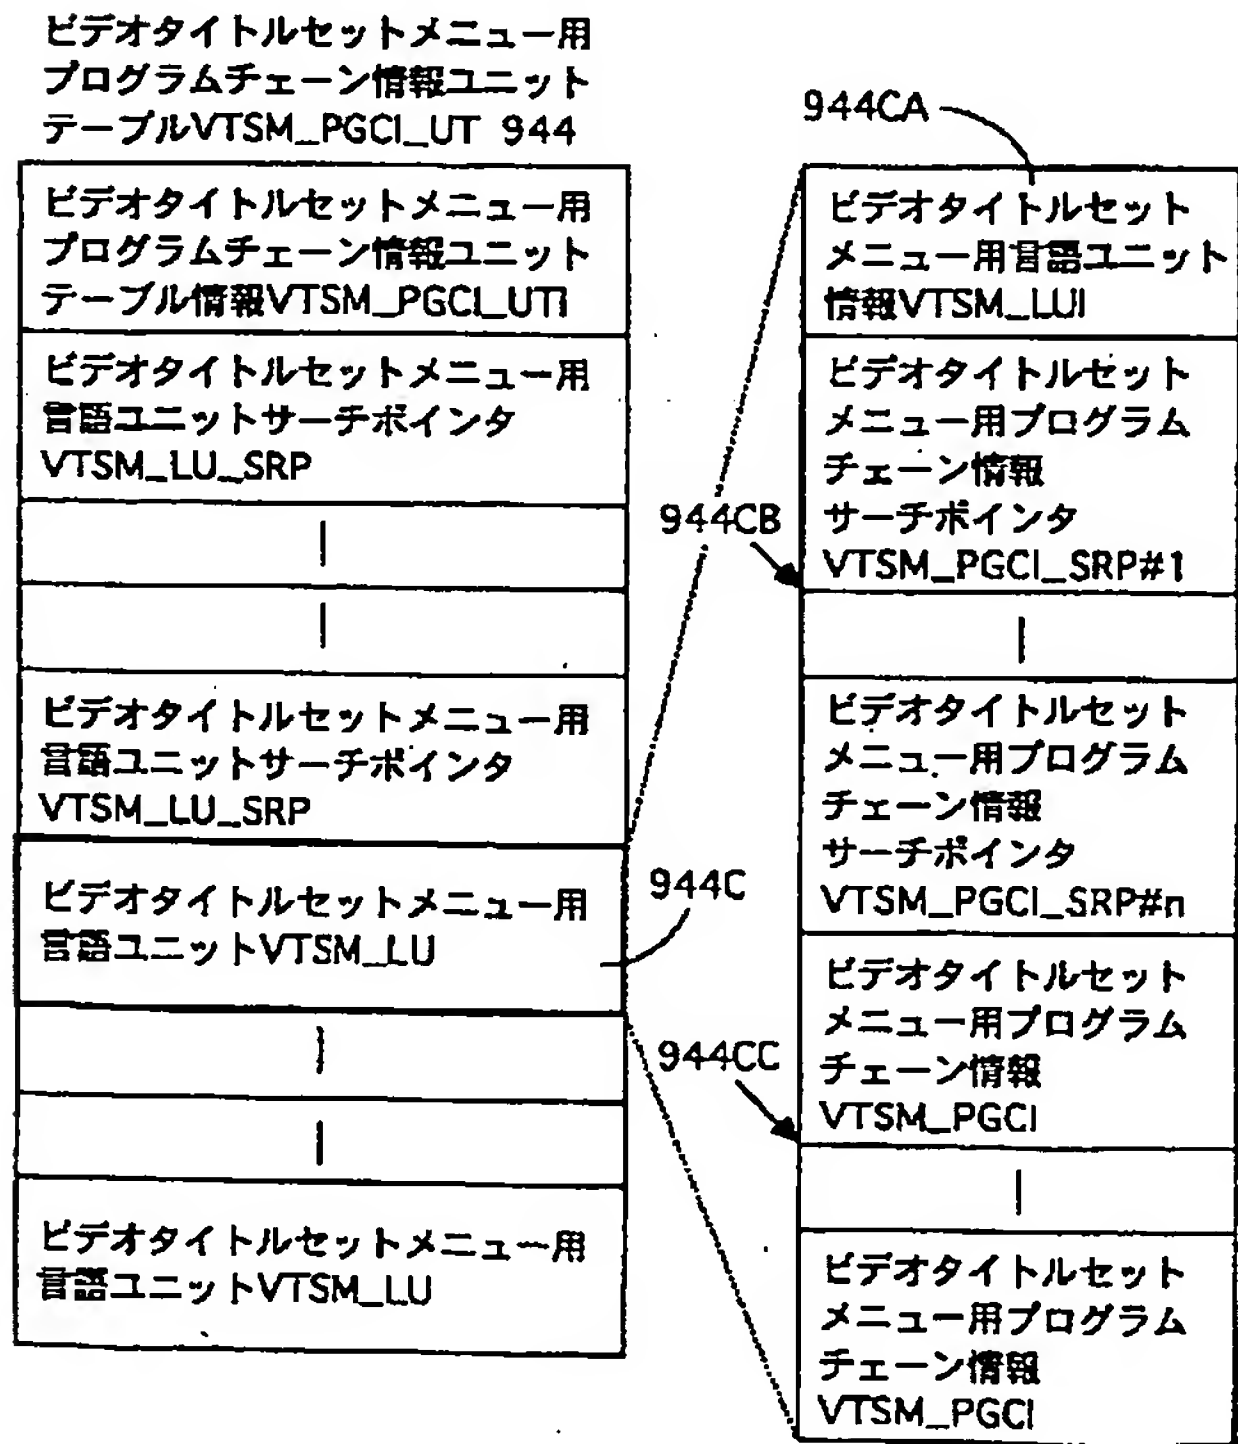 ビデオタイトルセットメニュー用
プログラムチェーン情報ユニット
テーブルVTSM_PGCI_UT 944
ビデオタイトルセットメニュー用
プログラムチェーン情報ユニット
テーブル情報VTSM_PGCI_UTI
ビデオタイトルセットメニュー用
言語ユニットサーチポインタ
VTSM_LU_SRP
ビデオタイトルセットメニュー用
言語ユニットサーチポインタ
VTSM_LU_SRP
ビデオタイトルセットメニュー用
言語ユニットVTSM_LU
ビデオタイトルセットメニュー用
言語ユニットVTSM_LU
944C
944CA
944CB
944CC
ビデオタイトルセット
メニュー用言語ユニット
情報VTSM_LUI
ビデオタイトルセット
メニュー用プログラム
チェーン情報
サーチポインタ
VTSM_PGCI_SRP#1
ビデオタイトルセット
メニュー用プログラム
チェーン情報
サーチポインタ
VTSM_PGCI_SRP#n
ビデオタイトルセット
メニュー用プログラム
チェーン情報
VTSM_PGCI
ビデオタイトルセット
メニュー用プログラム
チェーン情報
VTSM_PGCI